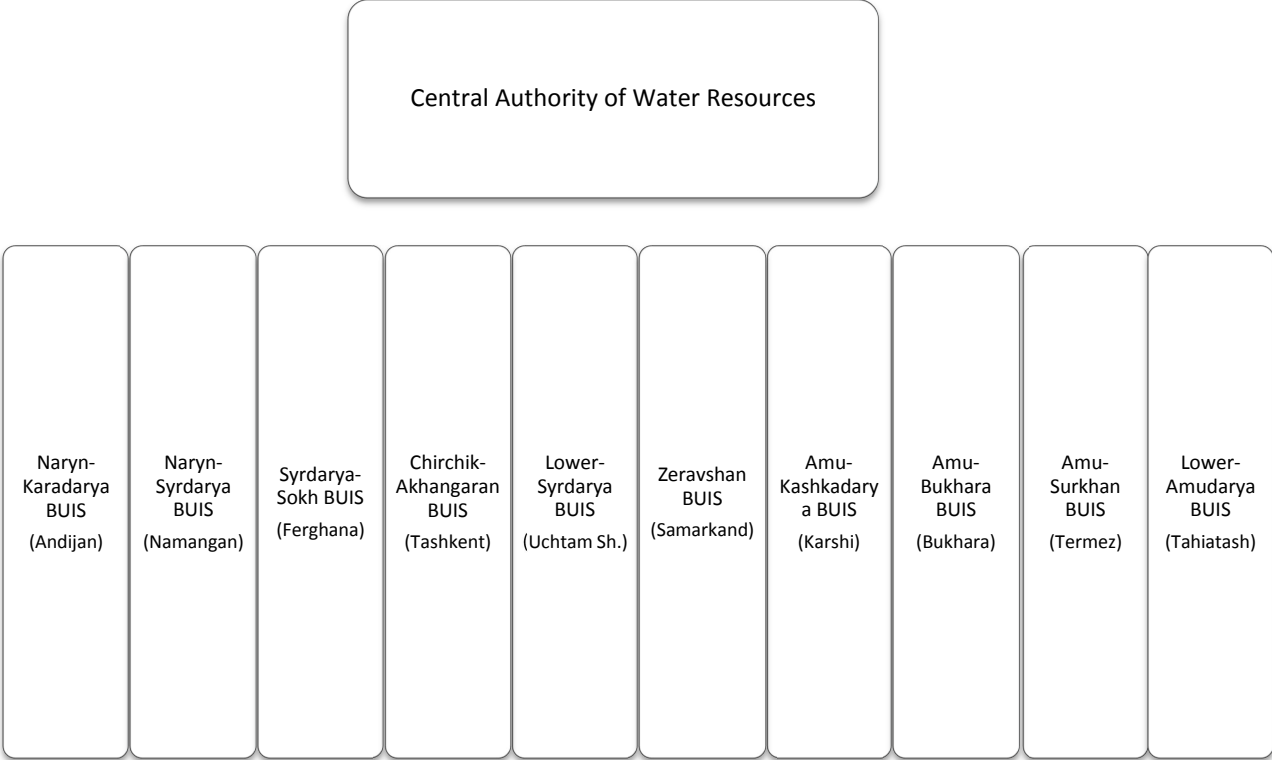 Central Authority of Water Resources
Naryn-
Karadarya
BUIS
(Andijan)
Naryn-
Syrdarya
BUIS
(Namangan)
Syrdarya-
Sokh BUIS
(Ferghana)
Chirchik-
Akhangaran
BUIS
(Tashkent)
Lower-
Syrdarya
BUIS
(Uchtam Sh.)
Zeravshan
BUIS
(Samarkand)
Amu-
Kashkadary
a BUIS
(Karshi)
Amu-
Bukhara
BUIS
(Bukhara)
Amu-
Surkhan
BUIS
(Termez)
Lower-
Amudarya
BUIS
(Tahiatash)